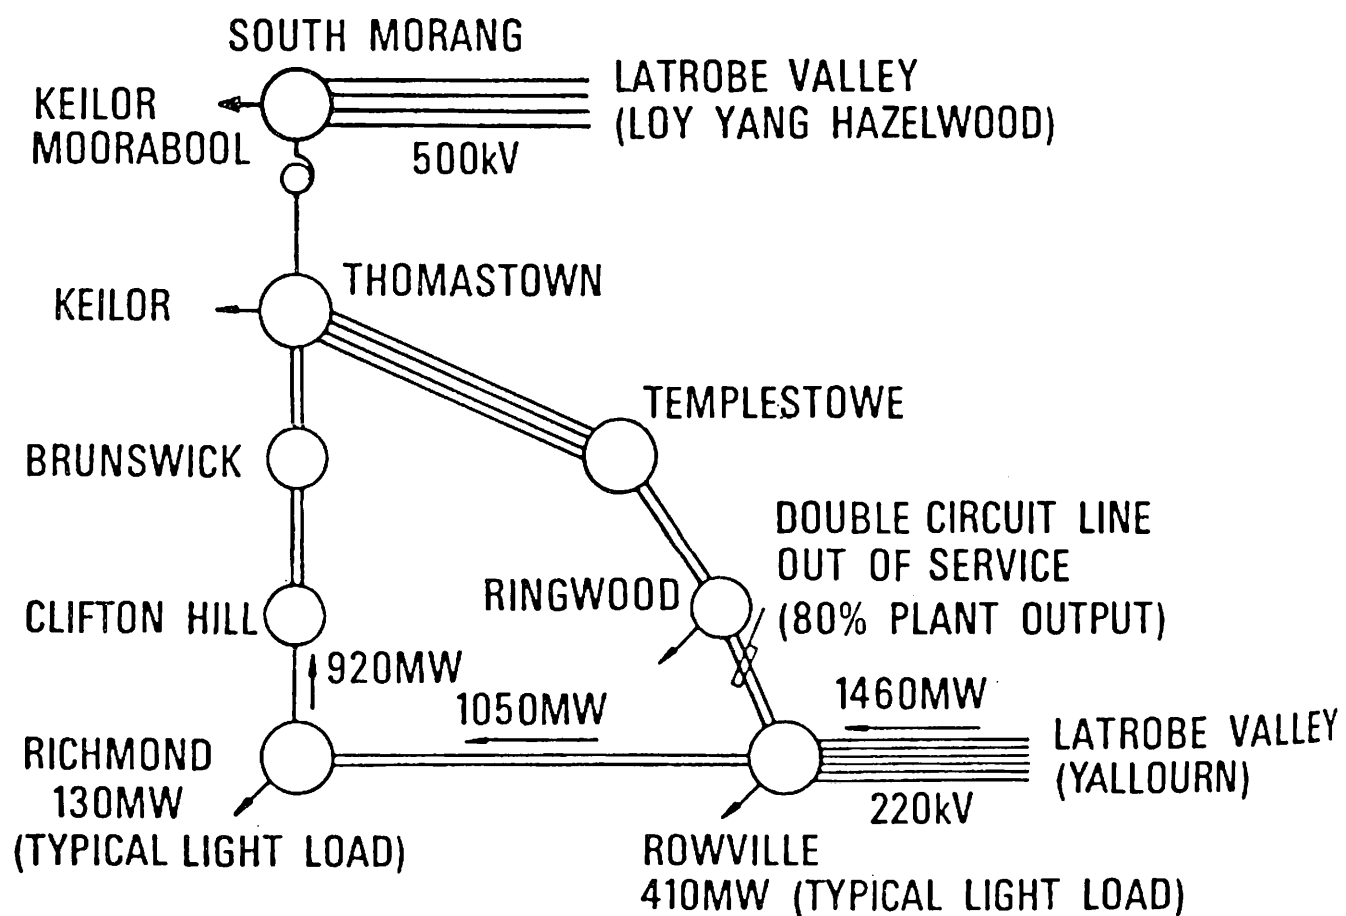 SOUTH MORANG
KEILOR
MOORABOOL
LATROBE VALLEY
(LOY YANG HAZELWOOD)
500kV
THOMASTOWN
KEILOR
TEMPLESTOWE
BRUNSWICK
DOUBLE CIRCUIT LINE
OUT OF SERVICE
(80% PLANT OUTPUT)
RINGWOOD
CLIFTON HILL
920MW
1050MW
1460MW
RICHMOND
130MW
(TYPICAL LIGHT LOAD)
LATROBE VALLEY
(YALLOURN)
220kV
ROWVILLE
410MW (TYPICAL LIGHT LOAD)